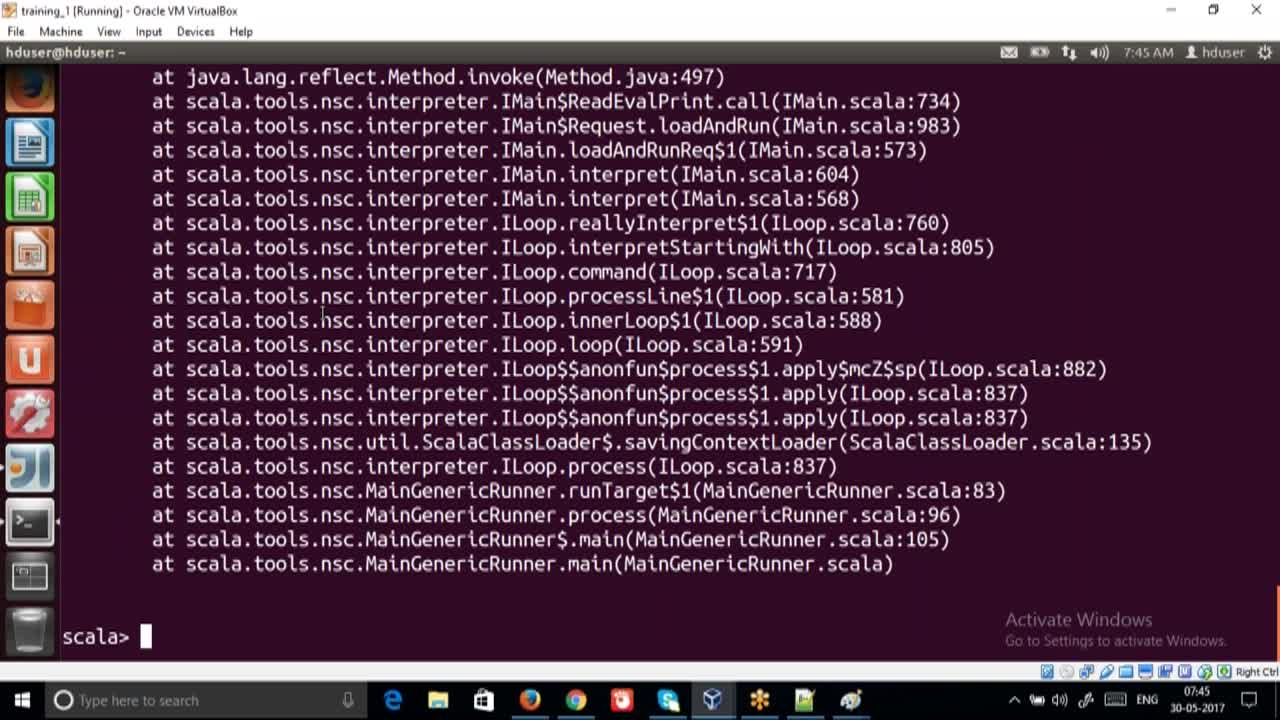 training_1 [Running] - Oracle VM VirtualBox
File Machine View Input Devices Help
hduser@hduser: ~
7:45 AM hduser
at java.lang.reflect.Method.invoke(Method.java:497)
at scala.tools.nsc.interpreter.IMain$ReadEvalPrint.call(IMain.scala:734)
at scala.tools.nsc.interpreter.IMain$Request.loadAndRun(IMain.scala:983)
at scala.tools.nsc.interpreter.IMain.loadAndRunReq$1(IMain.scala:573)
at scala.tools.nsc.interpreter.IMain.interpret(IMain.scala:604)
at scala.tools.nsc.interpreter.IMain.interpret(IMain.scala:568)
at scala.tools.nsc.interpreter.ILoop.reallyInterpret$1(ILoop.scala:760)
at scala.tools.nsc.interpreter.ILoop.interpretStartingWith(ILoop.scala:805)
at scala.tools.nsc.interpreter.ILoop.command(ILoop.scala:717)
at scala.tools.nsc.interpreter.ILoop.processLine$1(ILoop.scala:581)
at scala.tools.nsc.interpreter.ILoop.innerLoop$1(ILoop.scala:588)
at scala.tools.nsc.interpreter.ILoop.loop(ILoop.scala:591)
at scala.tools.nsc.interpreter.ILoop$$anonfun$process$1.apply$mcZ$sp(ILoop.scala:882)
at scala.tools.nsc.interpreter.ILoop$$anonfun$process$1.apply(ILoop.scala:837)
at scala.tools.nsc.interpreter.ILoop$$anonfun$process$1.apply(ILoop.scala:837)
at scala.tools.nsc.util.ScalaClassLoader$.savingContextLoader(ScalaClassLoader.scala:135)
at scala.tools.nsc.interpreter.ILoop.process(ILoop.scala:837)
at scala.tools.nsc.MainGenericRunner.runTarget$1(MainGenericRunner.scala:83)
at scala.tools.nsc.MainGenericRunner.process(MainGenericRunner.scala:96)
at scala.tools.nsc.MainGenericRunner$.main(MainGenericRunner.scala:105)
at scala.tools.nsc.MainGenericRunner.main(MainGenericRunner.scala)
scala>
Activate Windows
Go to Settings to activate Windows.
Right Ctrl
Type here to search
ENG
07:45
30-05-2017